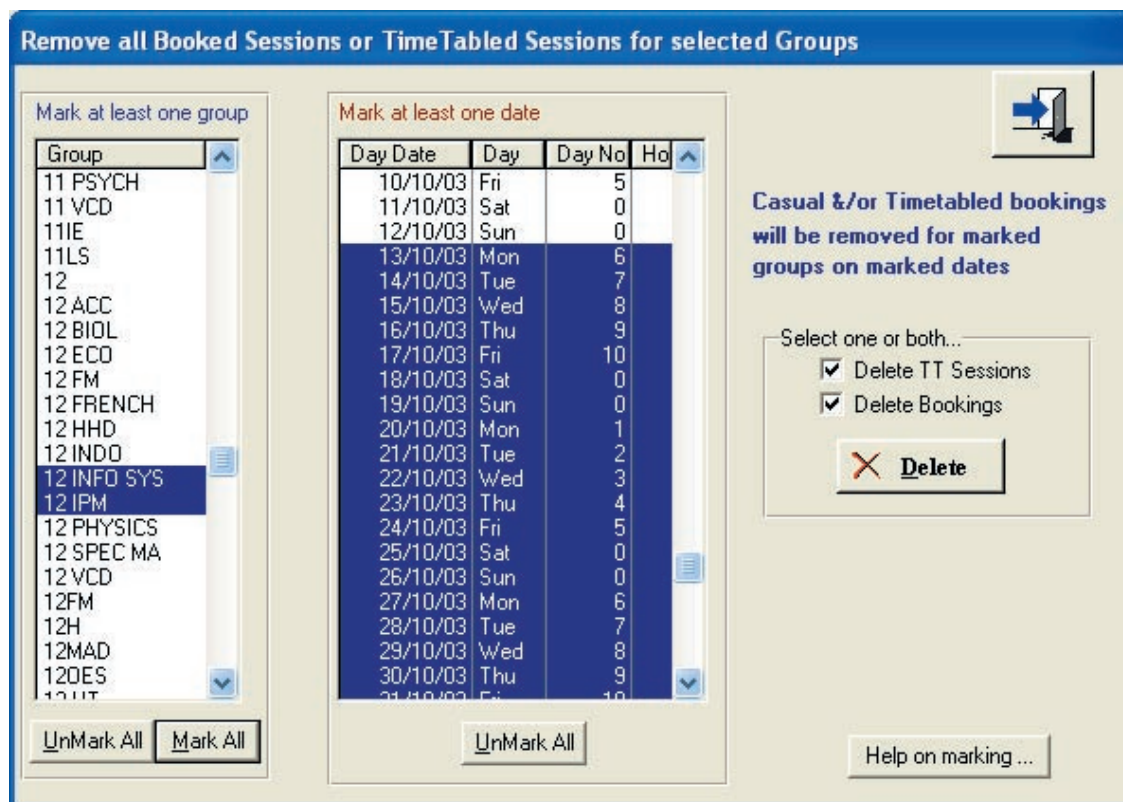 Remove all Booked Sessions or TimeTabled Sessions for selected Groups
Mark at least one group
Group
11 PSYCH
11 VCD
11IE
11LS
12
12 ACC
12 BIOL
12 ECO
12 FM
12 FRENCH
12 HHD
12 INDO
12 INFO SYS
12 IPM
12 PHYSICS
12 SPEC MA
12 VCD
12FM
12H
12MAD
12OES
UnMark All Mark All
Mark at least one date
Day Date Day Day No Ho
10/10/03 Fri 5
11/10/03 Sat 0
12/10/03 Sun 0
13/10/03 Mon 6
14/10/03 Tue 7
15/10/03 Wed 8
16/10/03 Thu 9
17/10/03 Fri 10
18/10/03 Sat 0
19/10/03 Sun 0
20/10/03 Mon 1
21/10/03 Tue 2
22/10/03 Wed 3
23/10/03 Thu 4
24/10/03 Fri 5
25/10/03 Sat 0
26/10/03 Sun 0
27/10/03 Mon 6
28/10/03 Tue 7
29/10/03 Wed 8
30/10/03 Thu 9
31/10/03 Fri 10
UnMark All
Casual &/or Timetabled bookings
will be removed for marked
groups on marked dates
Select one or both...
Delete TT Sessions
Delete Bookings
Delete
Help on marking ...